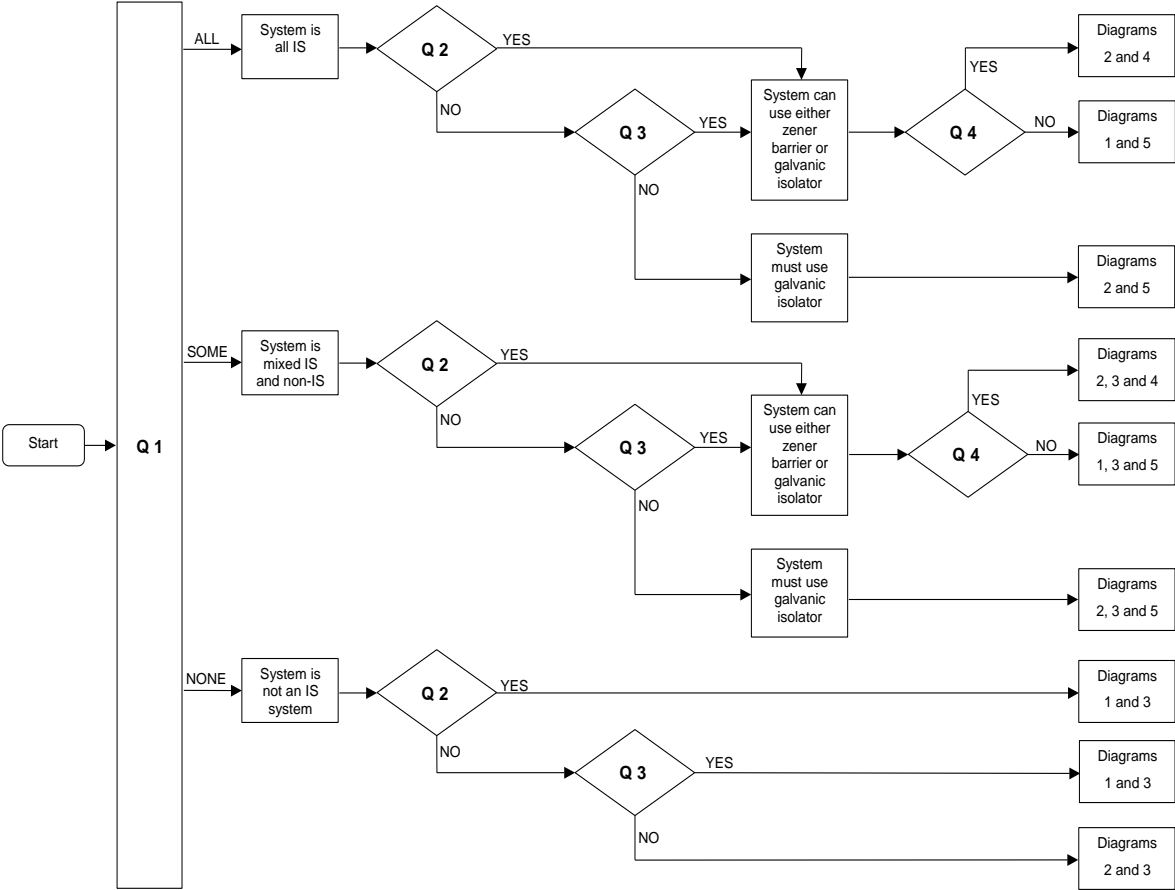 ALL
System is
all IS
Q 2
YES
NO
Q 3
YES
NO
System can
use either
zener
barrier or
galvanic
isolator
Q 4
YES
Diagrams
2 and 4
NO
Diagrams
1 and 5
System
must use
galvanic
isolator
Diagrams
2 and 5
Start
Q 1
SOME
System is
mixed IS
and non-IS
Q 2
YES
NO
Q 3
YES
NO
System can
use either
zener
barrier or
galvanic
isolator
Q 4
YES
Diagrams
2, 3 and 4
NO
Diagrams
1, 3 and 5
System
must use
galvanic
isolator
Diagrams
2, 3 and 5
NONE
System is
not an IS
system
Q 2
YES
Diagrams
1 and 3
NO
Q 3
YES
Diagrams
1 and 3
NO
Diagrams
2 and 3